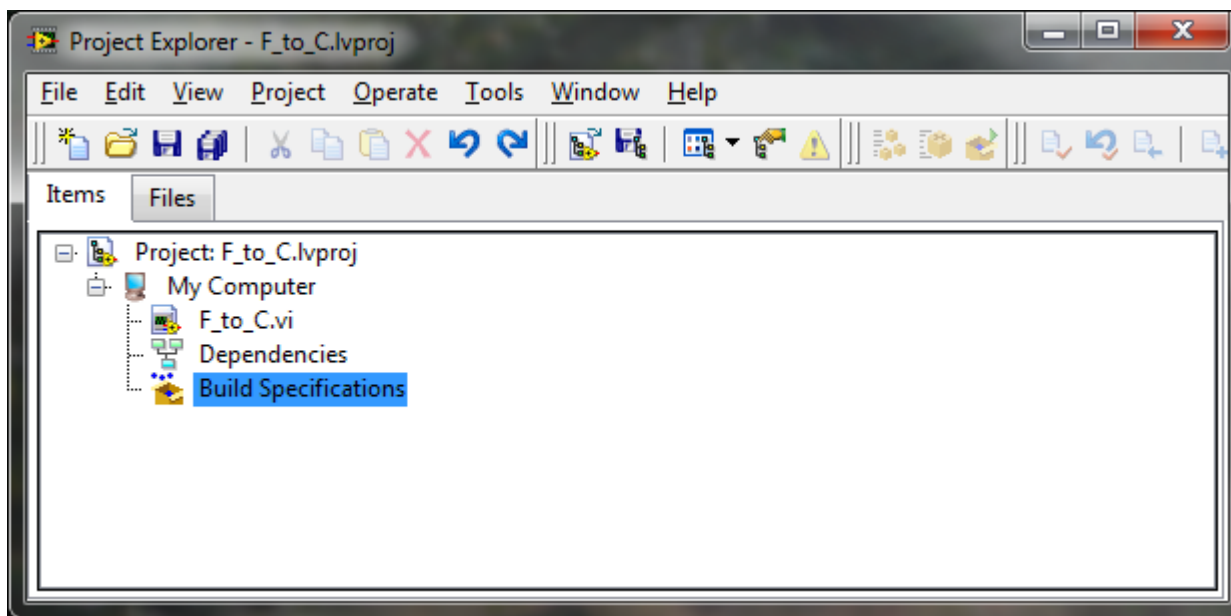 Project Explorer - F_to_C.lvproj
File Edit View Project Operate Tools Window Help
Items Files
Project: F_to_C.lvproj
My Computer
F_to_C.vi
Dependencies
Build Specifications